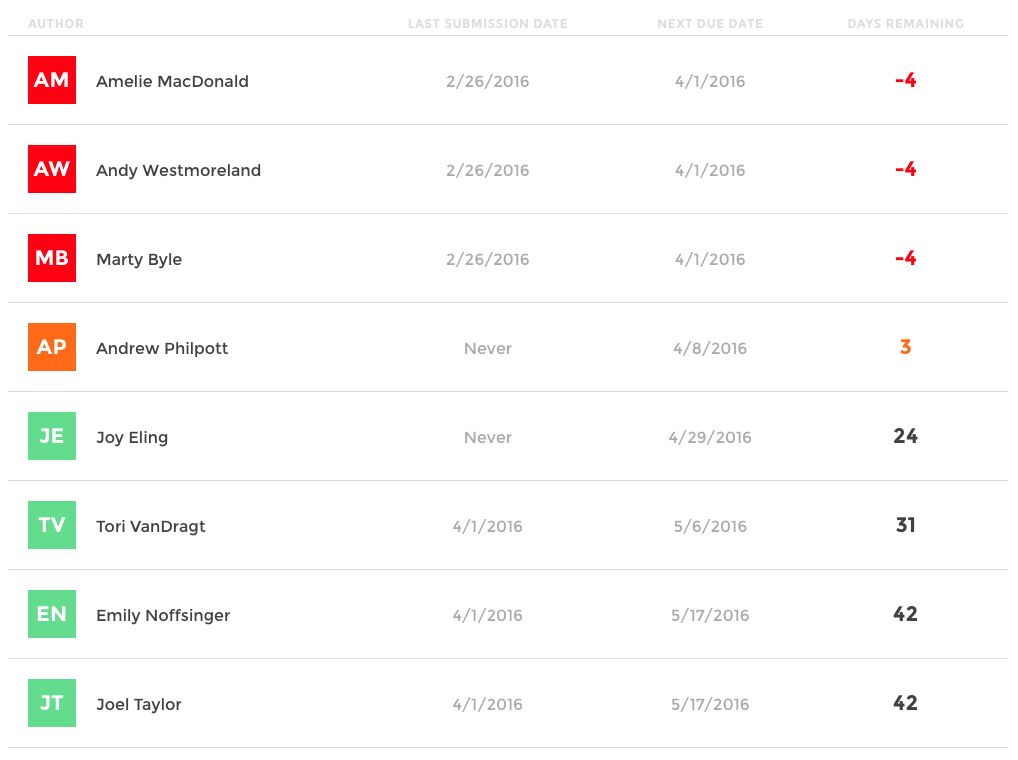 AUTHOR LAST SUBMISSION DATE NEXT DUE DATE DAYS REMAINING
AM Amelie MacDonald 2/26/2016 4/1/2016 -4
AW Andy Westmoreland 2/26/2016 4/1/2016 -4
MB Marty Byle 2/26/2016 4/1/2016 -4
AP Andrew Philpott Never 4/8/2016 3
JE Joy Eling Never 4/29/2016 24
TV Tori VanDragt 4/1/2016 5/6/2016 31
EN Emily Noffsinger 4/1/2016 5/17/2016 42
JT Joel Taylor 4/1/2016 5/17/2016 42